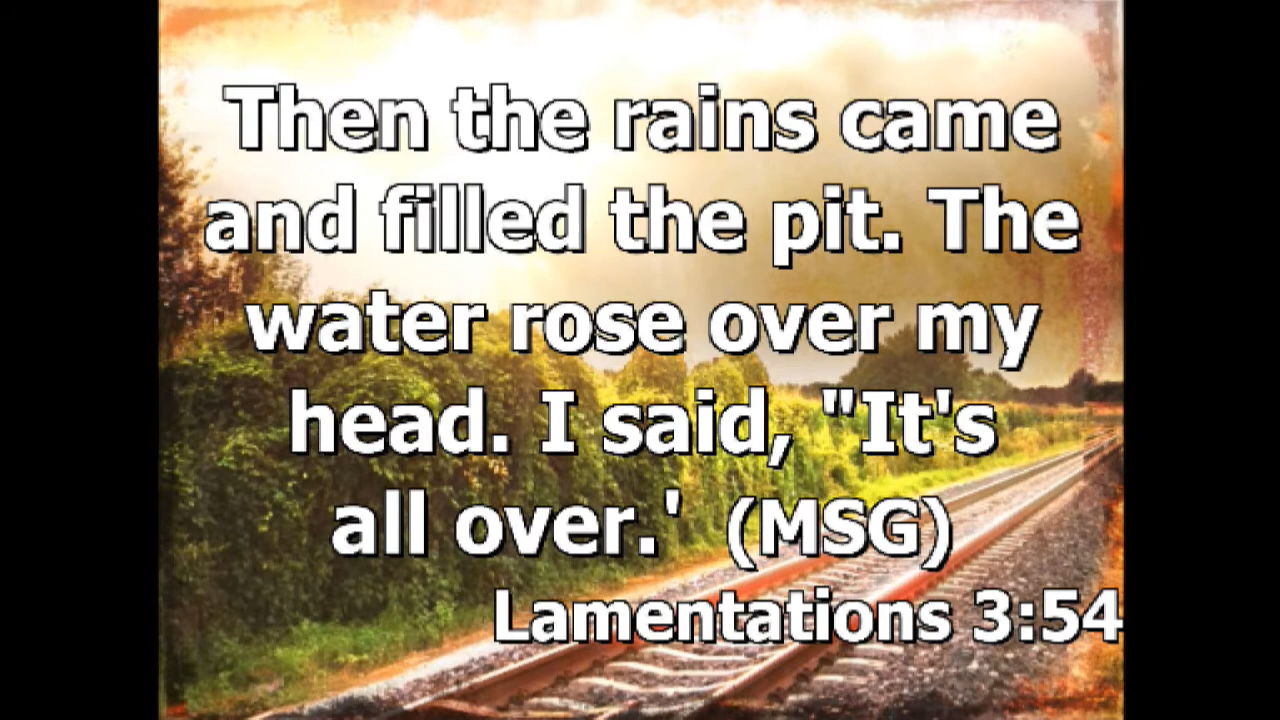 Then the rains came
and filled the pit. The
water rose over my
head. I said, "It's
all over.' (MSG)
Lamentations 3:54